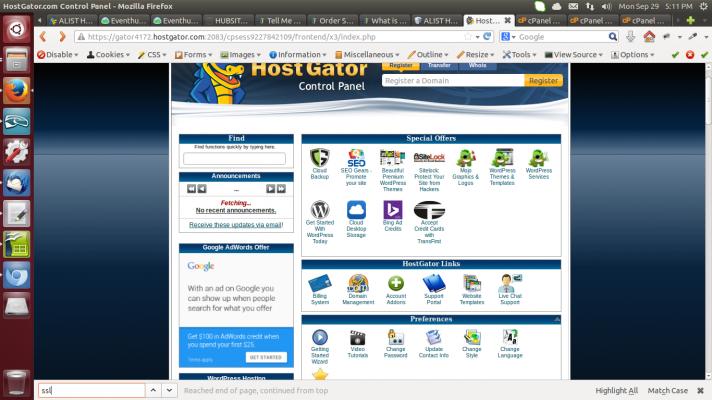 HostGator.com Control Panel - Mozilla Firefox
Mon Sep 29 5:11 PM
ALIST H...
Eventhu...
Eventhu...
HUBSIT...
Tell Me ...
Order S...
What is ...
ALIST H...
Host...
cPanel ...
cPanel ...
cPanel ...
https://gator4172.hostgator.com:2083/cpsess9227842109/frontend/x3/index.php
Google
Disable
Cookies
CSS
Forms
Images
Information
Miscellaneous
Outline
Resize
Tools
View Source
Options
HostGator
Control Panel
Register
Transfer
Whois
Register a Domain
Register
Find
Find functions quickly by typing here.
Announcements
...
Fetching...
No recent announcements.
Receive these updates via email!
Google AdWords Offer
Google
With an ad on Google you
can show up when people
search for what you offer
Get $100 in AdWords credit when
you spend your first $25.
Terms apply.
GET STARTED
WordPress Hosting
Special Offers
Cloud
Backup
SEO
SEO Gears -
Promote
your site
Beautiful
Premium
WordPress
Themes
SiteLock
Sitelock:
Protect Your
Site from
Hackers
Mojo
Graphics &
Logos
WordPress
Themes &
Templates
WordPress
Services
Get Started
With
WordPress
Today
Cloud
Desktop
Storage
Bing Ad
Credits
Accept
Credit Cards
with
TransFirst
HostGator Links
Billing
System
Domain
Management
Account
Addons
Support
Portal
Website
Templates
Live Chat
Support
Preferences
Getting
Started
Wizard
Video
Tutorials
Change
Password
Update
Contact Info
Change
Style
Change
Language
ssl
Reached end of page, continued from top
Highlight All
Match Case